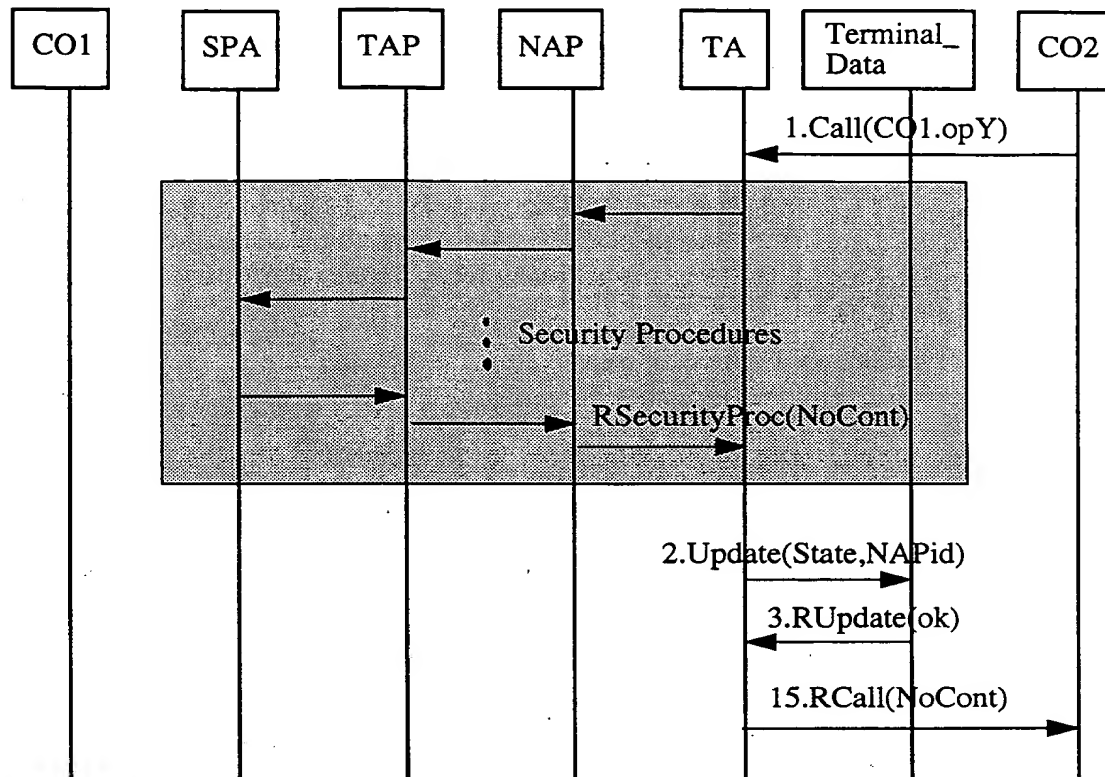 CO1
SPA
TAP
NAP
TA
Terminal_
Data
CO2
1.Call(CO1.opY)
Security Procedures
RSecurityProc(NoCont)
2.Update(State,NAPid)
3.RUpdate(ok)
15.RCall(NoCont)